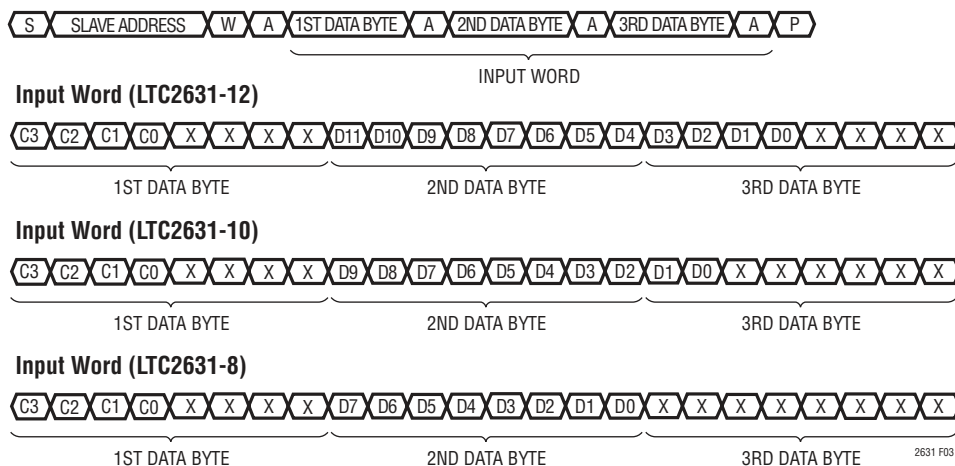 S SLAVE ADDRESS W A 1ST DATA BYTE A 2ND DATA BYTE A 3RD DATA BYTE A P
INPUT WORD
Input Word (LTC2631-12)
C3 C2 C1 C0 X X X X D11 D10 D9 D8 D7 D6 D5 D4 D3 D2 D1 D0 X X X X
1ST DATA BYTE 2ND DATA BYTE 3RD DATA BYTE
Input Word (LTC2631-10)
C3 C2 C1 C0 X X X X D9 D8 D7 D6 D5 D4 D3 D2 D1 D0 X X X X X X
1ST DATA BYTE 2ND DATA BYTE 3RD DATA BYTE
Input Word (LTC2631-8)
C3 C2 C1 C0 X X X X D7 D6 D5 D4 D3 D2 D1 D0 X X X X X X X X
1ST DATA BYTE 2ND DATA BYTE 3RD DATA BYTE 2631 F03